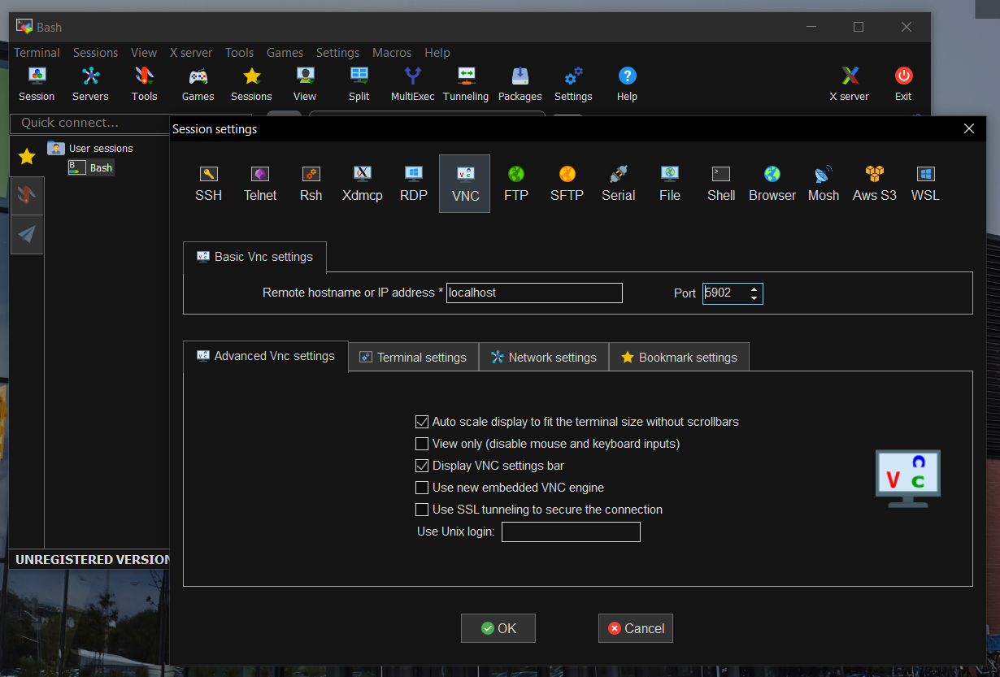 Bash
Terminal Sessions View X server Tools Games Settings Macros Help
Session Servers Tools Games Sessions View Split MultiExec Tunneling Packages Settings Help X server Exit
Quick connect...
Session settings
User sessions
Bash
SSH Telnet Rsh Xdmcp RDP VNC FTP SFTP Serial File Shell Browser Mosh Aws S3 WSL
Basic Vnc settings
Remote hostname or IP address * localhost Port 5902
Advanced Vnc settings Terminal settings Network settings Bookmark settings
Auto scale display to fit the terminal size without scrollbars
View only (disable mouse and keyboard inputs)
Display VNC settings bar
Use new embedded VNC engine
Use SSL tunneling to secure the connection
Use Unix login:
V n c
UNREGISTERED VERSION
OK Cancel